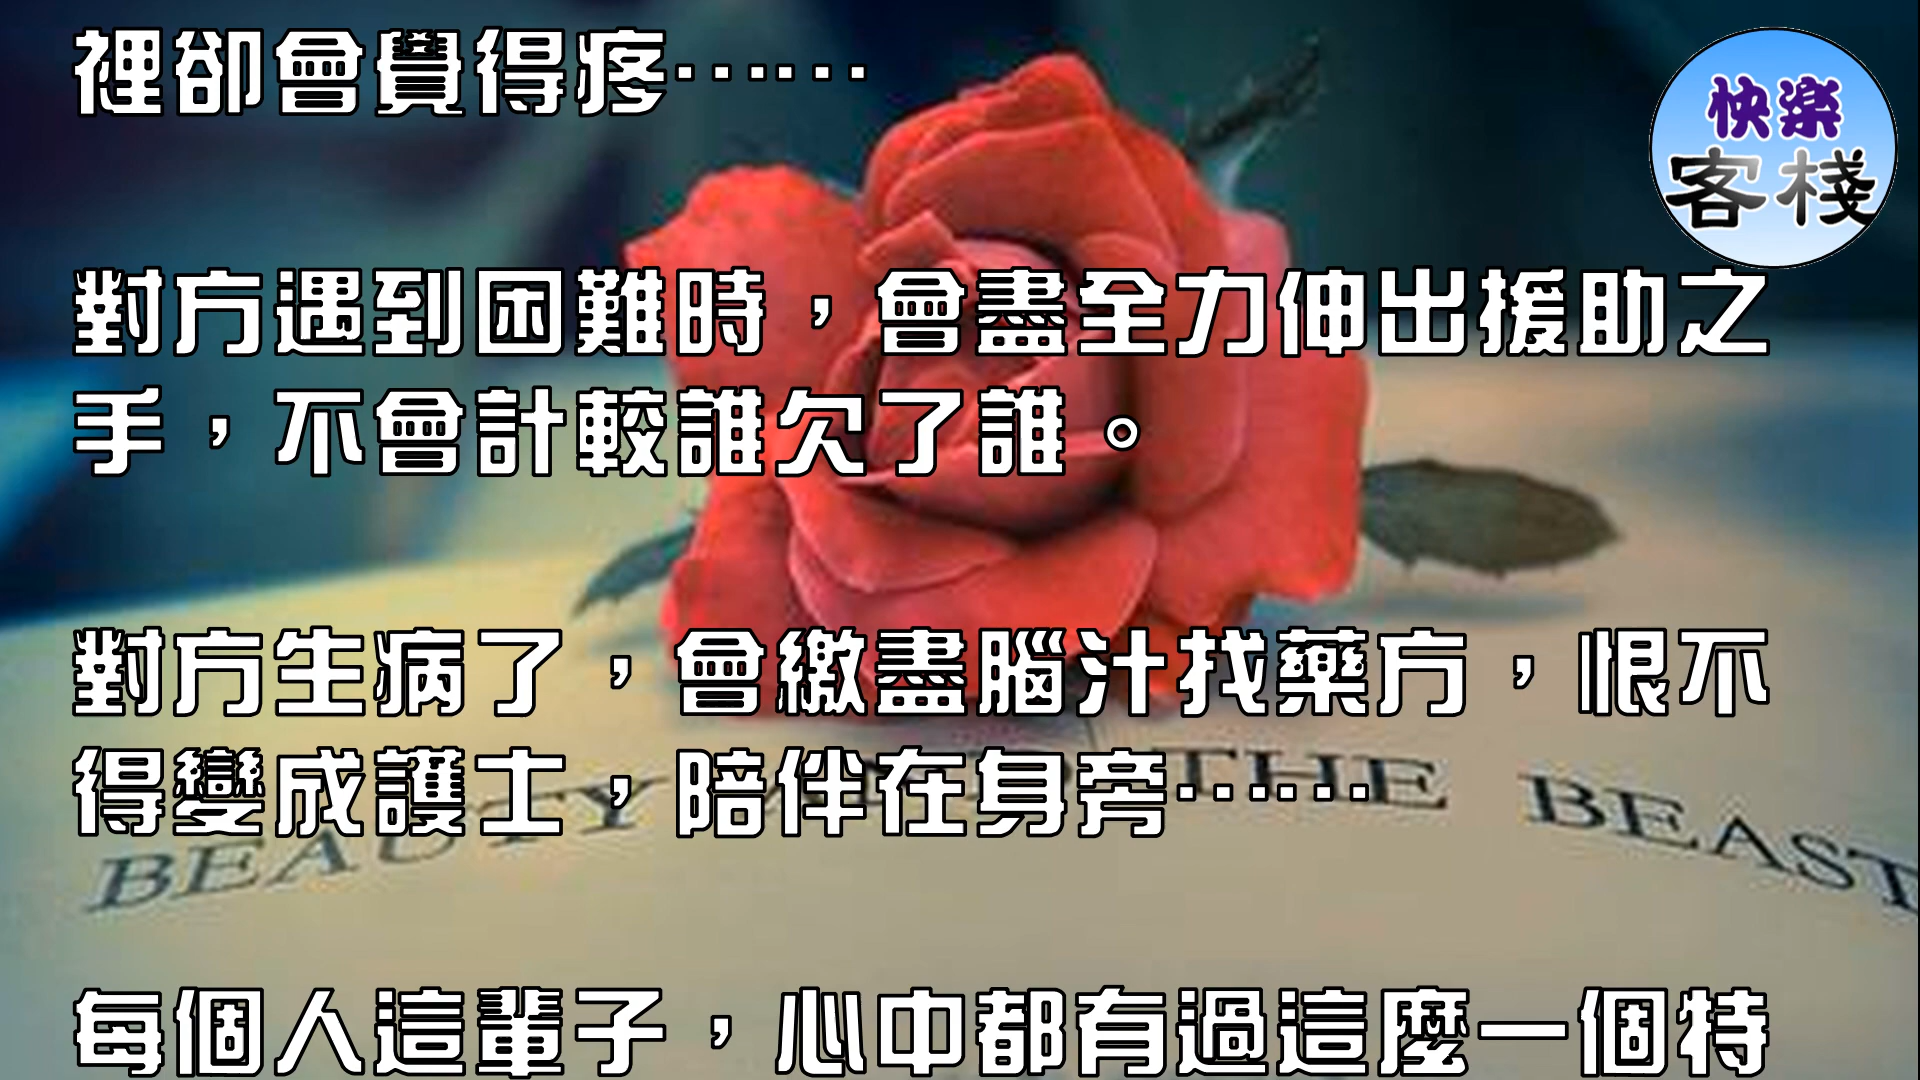 裡卻會覺得疼……
快楽
客棧
對方遇到困難時，會盡全力伸出援助之
手，不會計較誰欠了誰。
對方生病了，會繳盡腦汁找藥方，恨不
得變成護士，陪伴在身旁……
BEAUTY AND THE BEAST
每個人這輩子，心中都有過這麼一個特